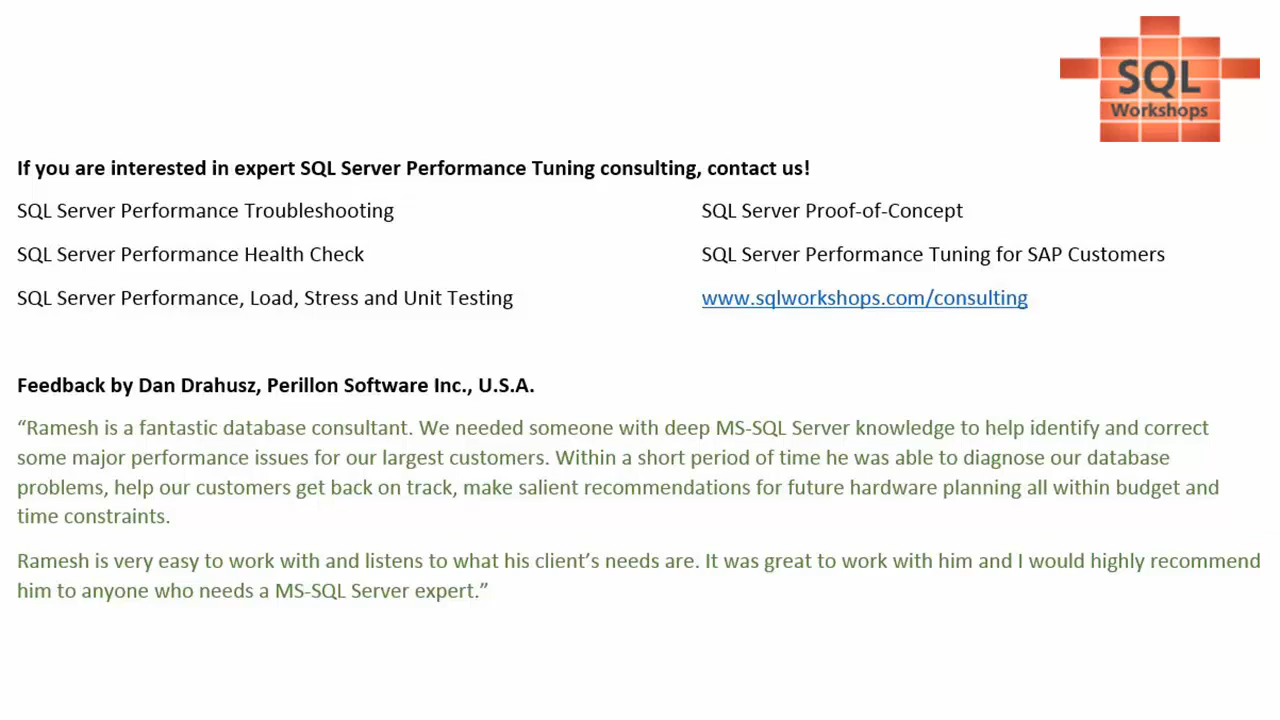 SQL
Workshops
If you are interested in expert SQL Server Performance Tuning consulting, contact us!
SQL Server Performance Troubleshooting
SQL Server Proof-of-Concept
SQL Server Performance Health Check
SQL Server Performance Tuning for SAP Customers
SQL Server Performance, Load, Stress and Unit Testing
www.sqlworkshops.com/consulting
Feedback by Dan Drahusz, Perillon Software Inc., U.S.A.
“Ramesh is a fantastic database consultant. We needed someone with deep MS-SQL Server knowledge to help identify and correct
some major performance issues for our largest customers. Within a short period of time he was able to diagnose our database
problems, help our customers get back on track, make salient recommendations for future hardware planning all within budget and
time constraints.
Ramesh is very easy to work with and listens to what his client’s needs are. It was great to work with him and I would highly recommend
him to anyone who needs a MS-SQL Server expert.”